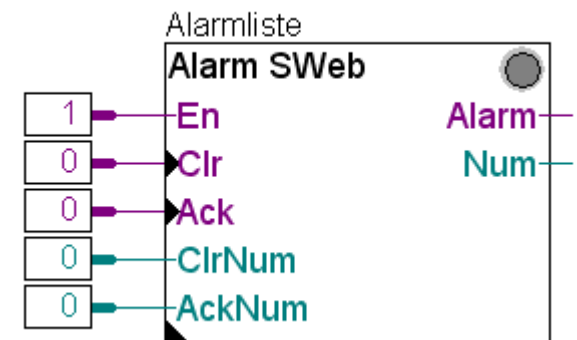 Alarmliste
Alarm SWeb
1 En Alarm
0 Clr Num
0 Ack
0 ClrNum
0 AckNum